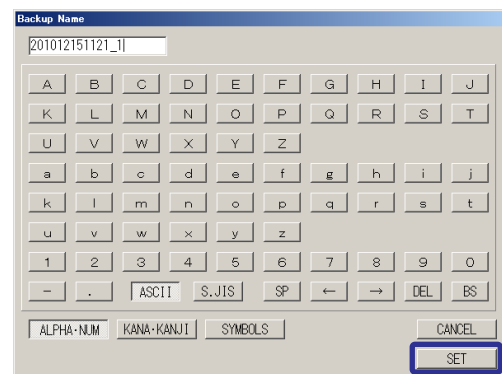 Backup Name
201012151121_1
A B C D E F G H I J
K L M N O P Q R S T
U V W X Y Z
a b c d e f g h i j
k l m n o p q r s t
u v w x y z
1 2 3 4 5 6 7 8 9 0
- . ASCII S.JIS SP ← → DEL BS
ALPHA･NUM KANA･KANJI SYMBOLS CANCEL
SET